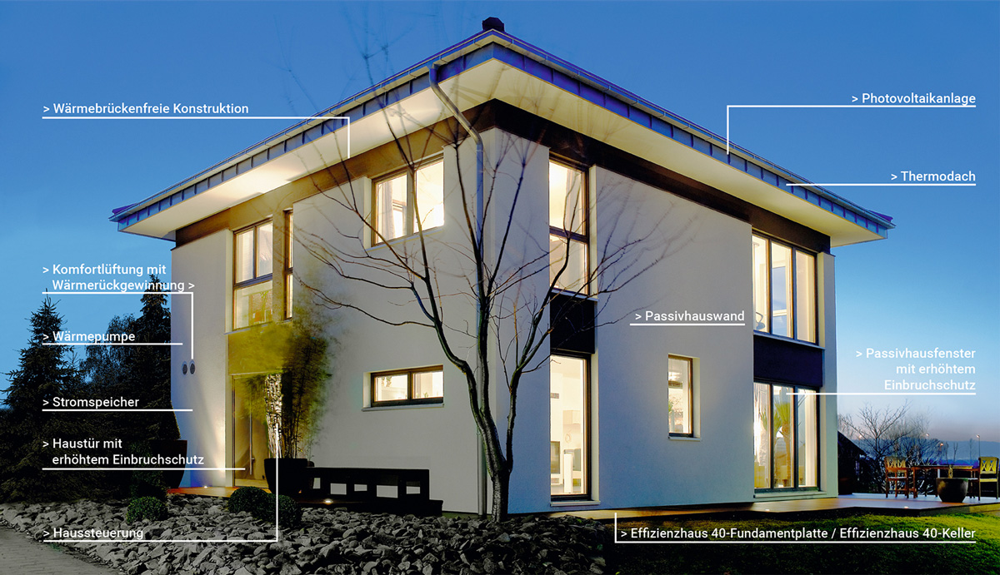 > Wärmebrückenfreie Konstruktion
> Photovoltaikanlage
> Thermodach
> Komfortlüftung mit
Wärmerückgewinnung >
> Passivhauswand
> Wärmepumpe
> Passivhausfenster
mit erhöhtem
Einbruchschutz
> Stromspeicher
> Haustür mit
erhöhtem Einbruchschutz
> Haussteuerung
> Effizienzhaus 40-Fundamentplatte / Effizienzhaus 40-Keller